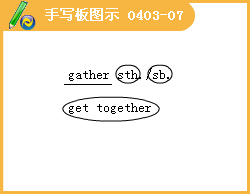 手写板图示 0403-07
gather sth./sb.
get together